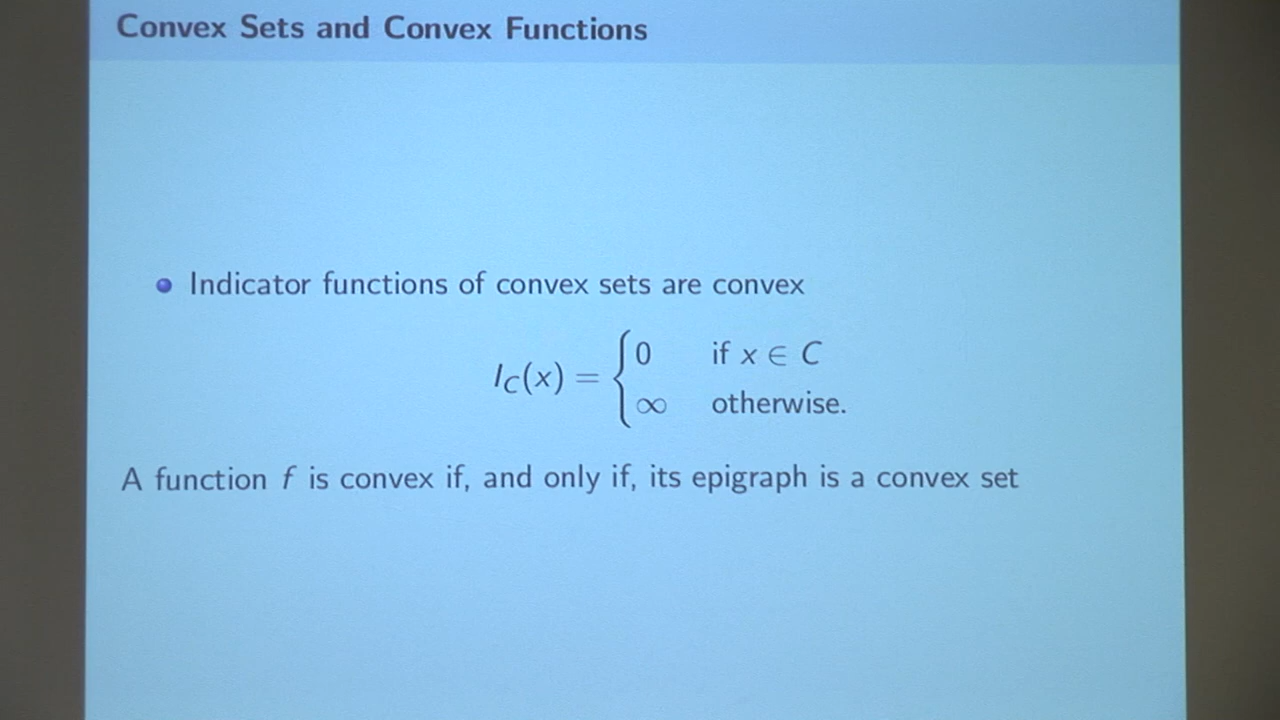 Convex Sets and Convex Functions
Indicator functions of convex sets are convex
I_C(x) = { 0 if x ∈ C
∞ otherwise.
A function f is convex if, and only if, its epigraph is a convex set